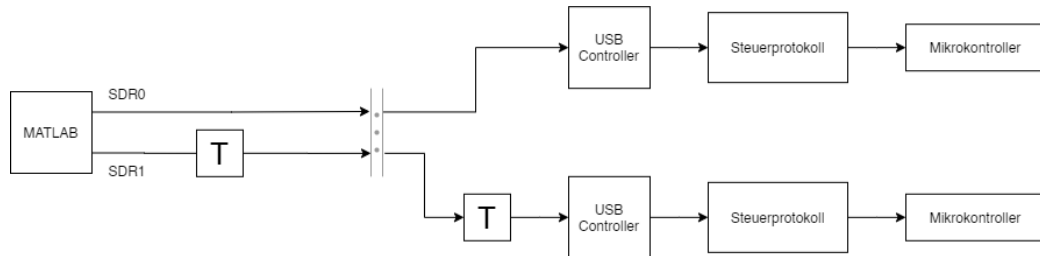 USB
Controller
Steuerprotokoll
Mikrokontroller
SDR0
MATLAB
T
SDR1
T
USB
Controller
Steuerprotokoll
Mikrokontroller